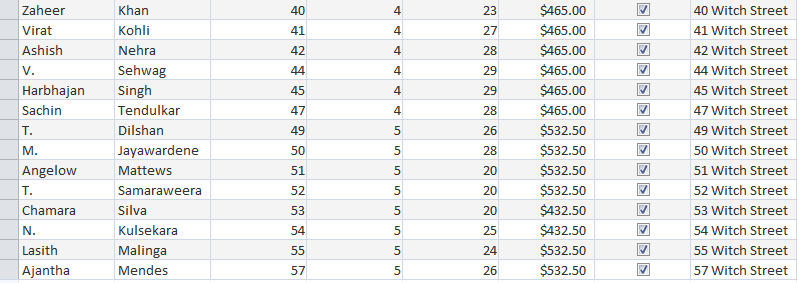 Zaheer Khan 40 4 23 $465.00 40 Witch Street
Virat Kohli 41 4 27 $465.00 41 Witch Street
Ashish Nehra 42 4 28 $465.00 42 Witch Street
V. Sehwag 44 4 29 $465.00 44 Witch Street
Harbhajan Singh 45 4 29 $465.00 45 Witch Street
Sachin Tendulkar 47 4 28 $465.00 47 Witch Street
T. Dilshan 49 5 26 $532.50 49 Witch Street
M. Jayawardene 50 5 28 $532.50 50 Witch Street
Angelow Mattews 51 5 20 $532.50 51 Witch Street
T. Samaraweera 52 5 20 $532.50 52 Witch Street
Chamara Silva 53 5 20 $432.50 53 Witch Street
N. Kulsekara 54 5 25 $432.50 54 Witch Street
Lasith Malinga 55 5 24 $532.50 55 Witch Street
Ajantha Mendes 57 5 26 $532.50 57 Witch Street